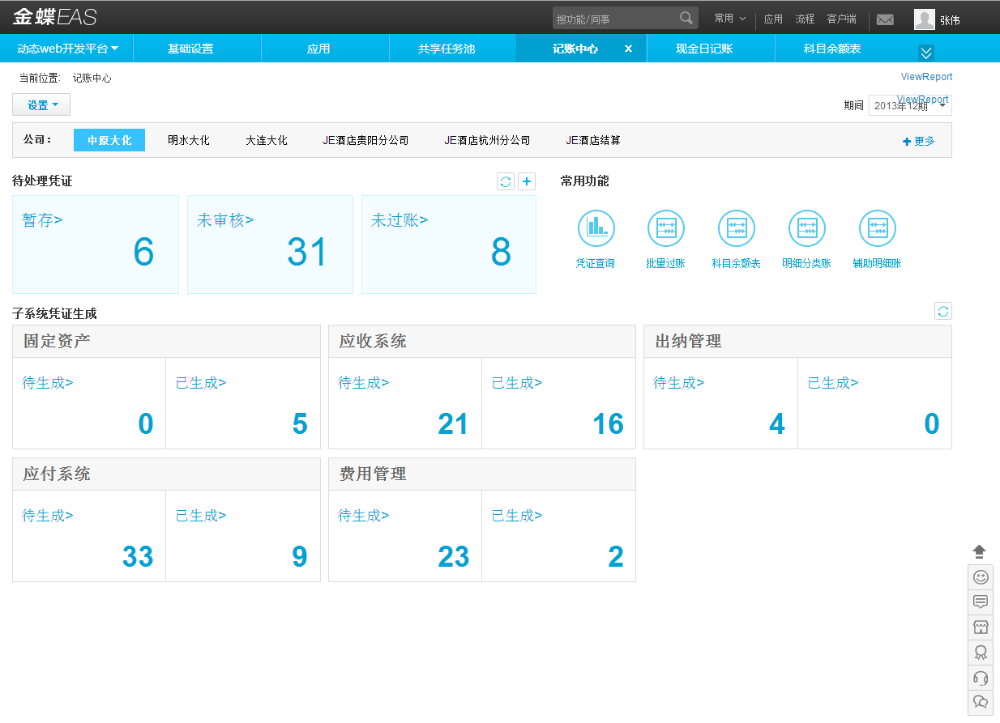 金蝶EAS 搜功能/同事 常用 应用 流程 客户端 张伟
动态web开发平台 基础设置 应用 共享任务池 记账中心 x 现金日记账 科目余额表
当前位置: 记账中心 ViewReport
设置 期间 2013年12期 ViewReport
公司： 中原大化 明水大化 大连大化 JE酒店贵阳分公司 JE酒店杭州分公司 JE酒店结算 +更多
待处理凭证 常用功能
暂存> 未审核> 未过账>
6 31 8
凭证查询 批量过账 科目余额表 明细分类账 辅助明细账
子系统凭证生成
固定资产 应收系统 出纳管理
待生成> 已生成> 待生成> 已生成> 待生成> 已生成>
0 5 21 16 4 0
应付系统 费用管理
待生成> 已生成> 待生成> 已生成>
33 9 23 2